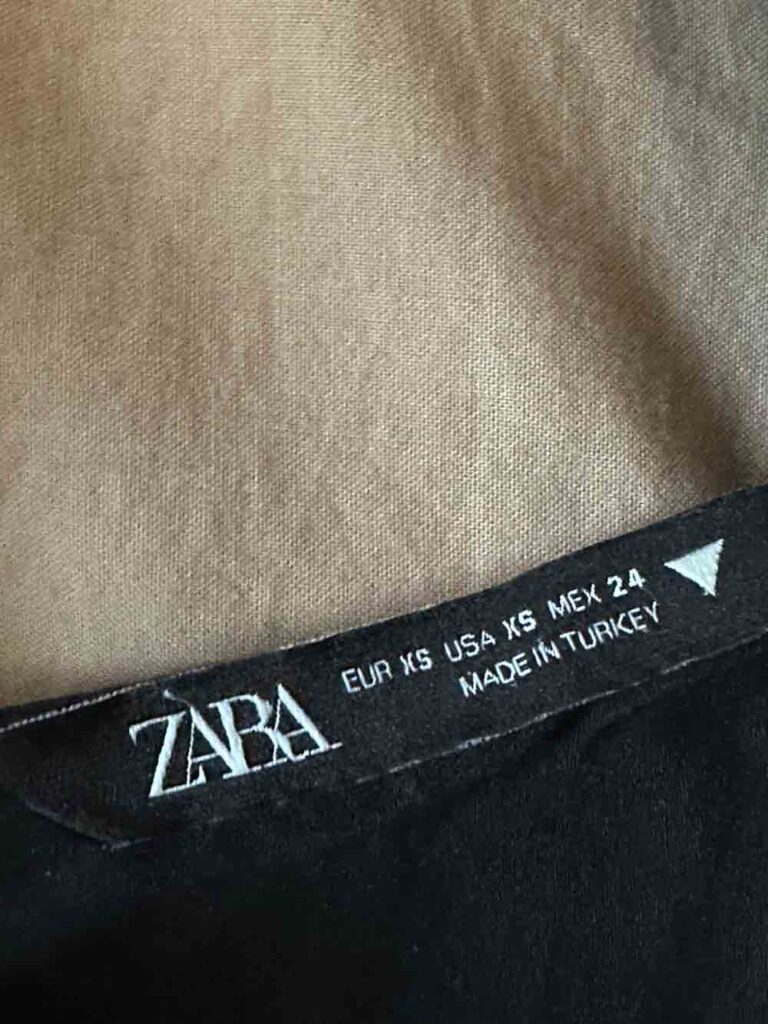 ZARA
EUR XS USA XS MEX 24
MADE IN TURKEY